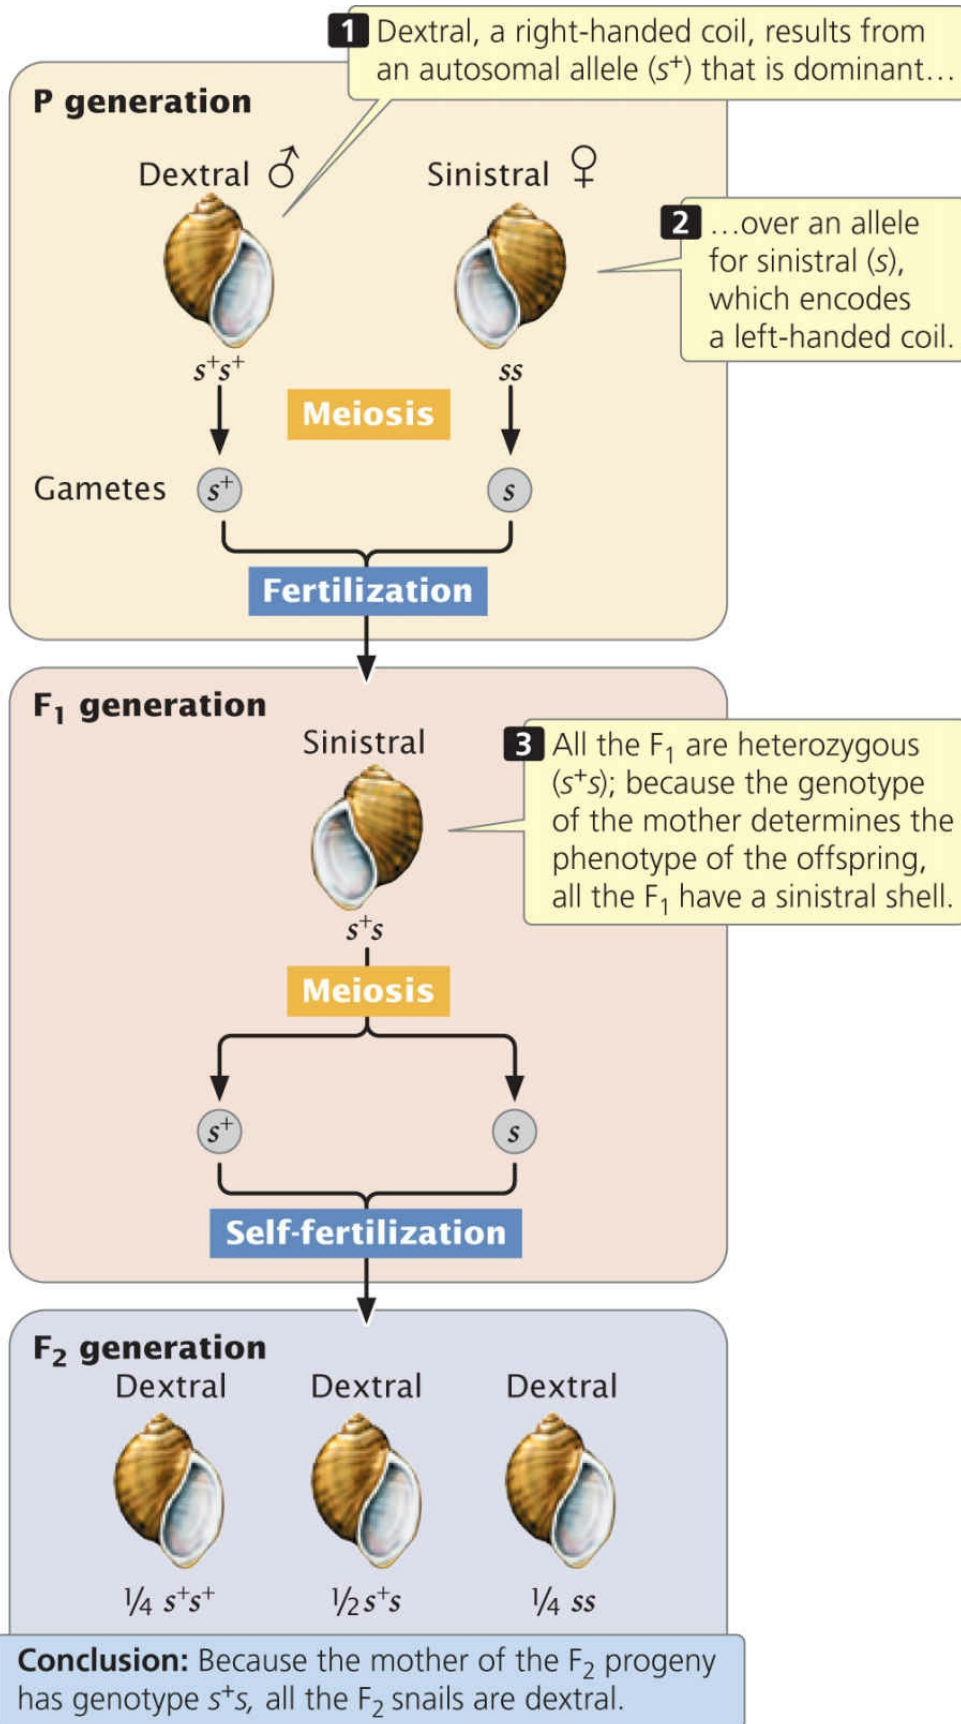 1 Dextral, a right-handed coil, results from
an autosomal allele (s⁺) that is dominant…
P generation
Dextral ♂
Sinistral ♀
2 …over an allele
for sinistral (s),
which encodes
a left-handed coil.
s⁺s⁺
ss
Meiosis
Gametes
s⁺
s
Fertilization
F₁ generation
Sinistral
3 All the F₁ are heterozygous
(s⁺s); because the genotype
of the mother determines the
phenotype of the offspring,
all the F₁ have a sinistral shell.
s⁺s
Meiosis
s⁺
s
Self-fertilization
F₂ generation
Dextral
Dextral
Dextral
1/4 s⁺s⁺
1/2 s⁺s
1/4 ss
Conclusion: Because the mother of the F₂ progeny
has genotype s⁺s, all the F₂ snails are dextral.